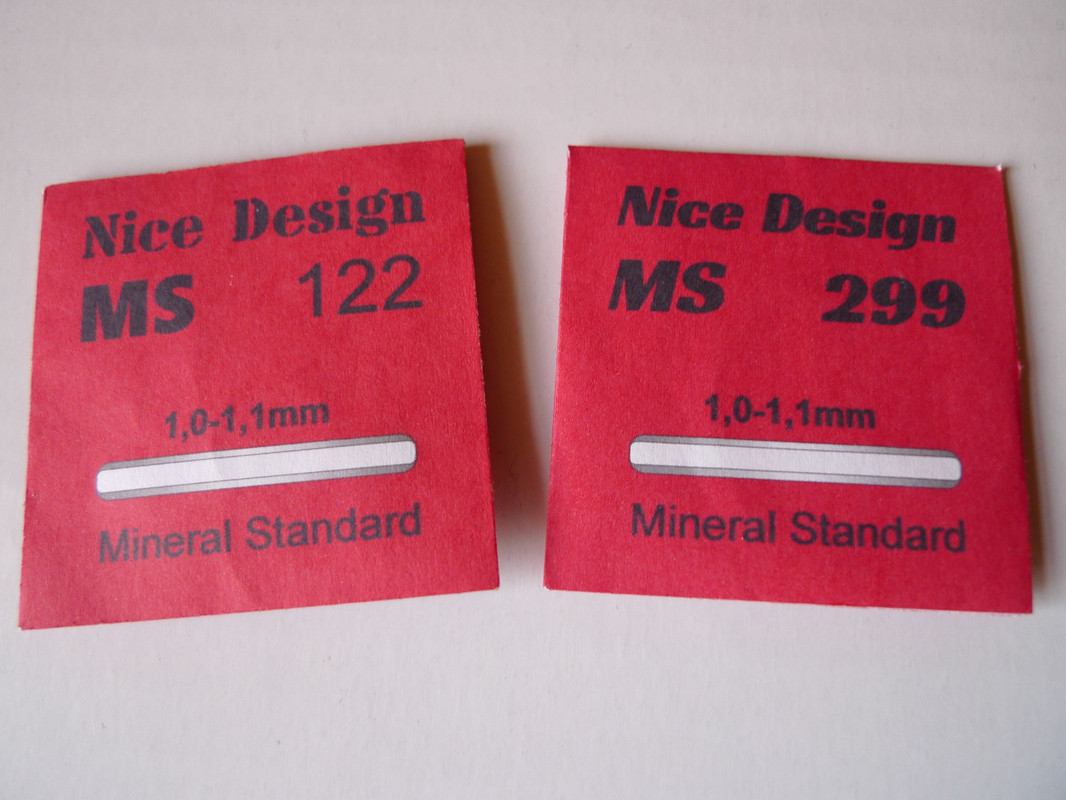 Nice Design
MS 122
1,0-1,1mm
Mineral Standard
Nice Design
MS 299
1,0-1,1mm
Mineral Standard